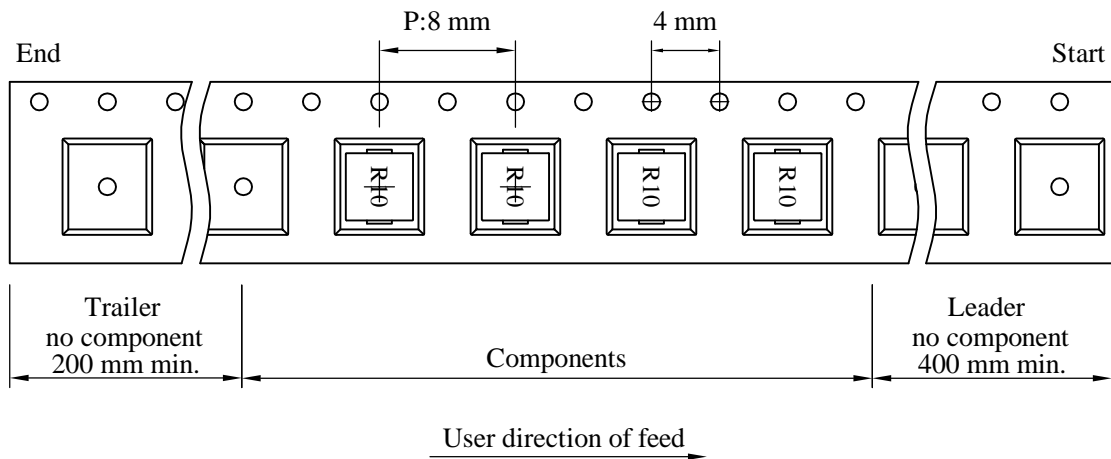 P:8 mm
4 mm
End
Start
R10
R10
R10
R10
Trailer
no component
200 mm min.
Components
Leader
no component
400 mm min.
User direction of feed